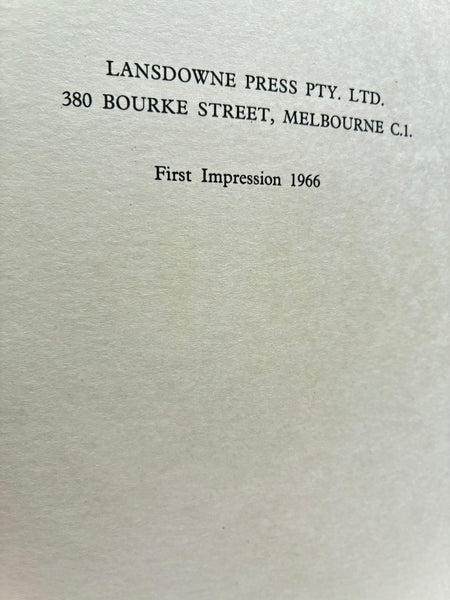 LANSDOWNE PRESS PTY. LTD.
380 BOURKE STREET, MELBOURNE C.1.
First Impression 1966